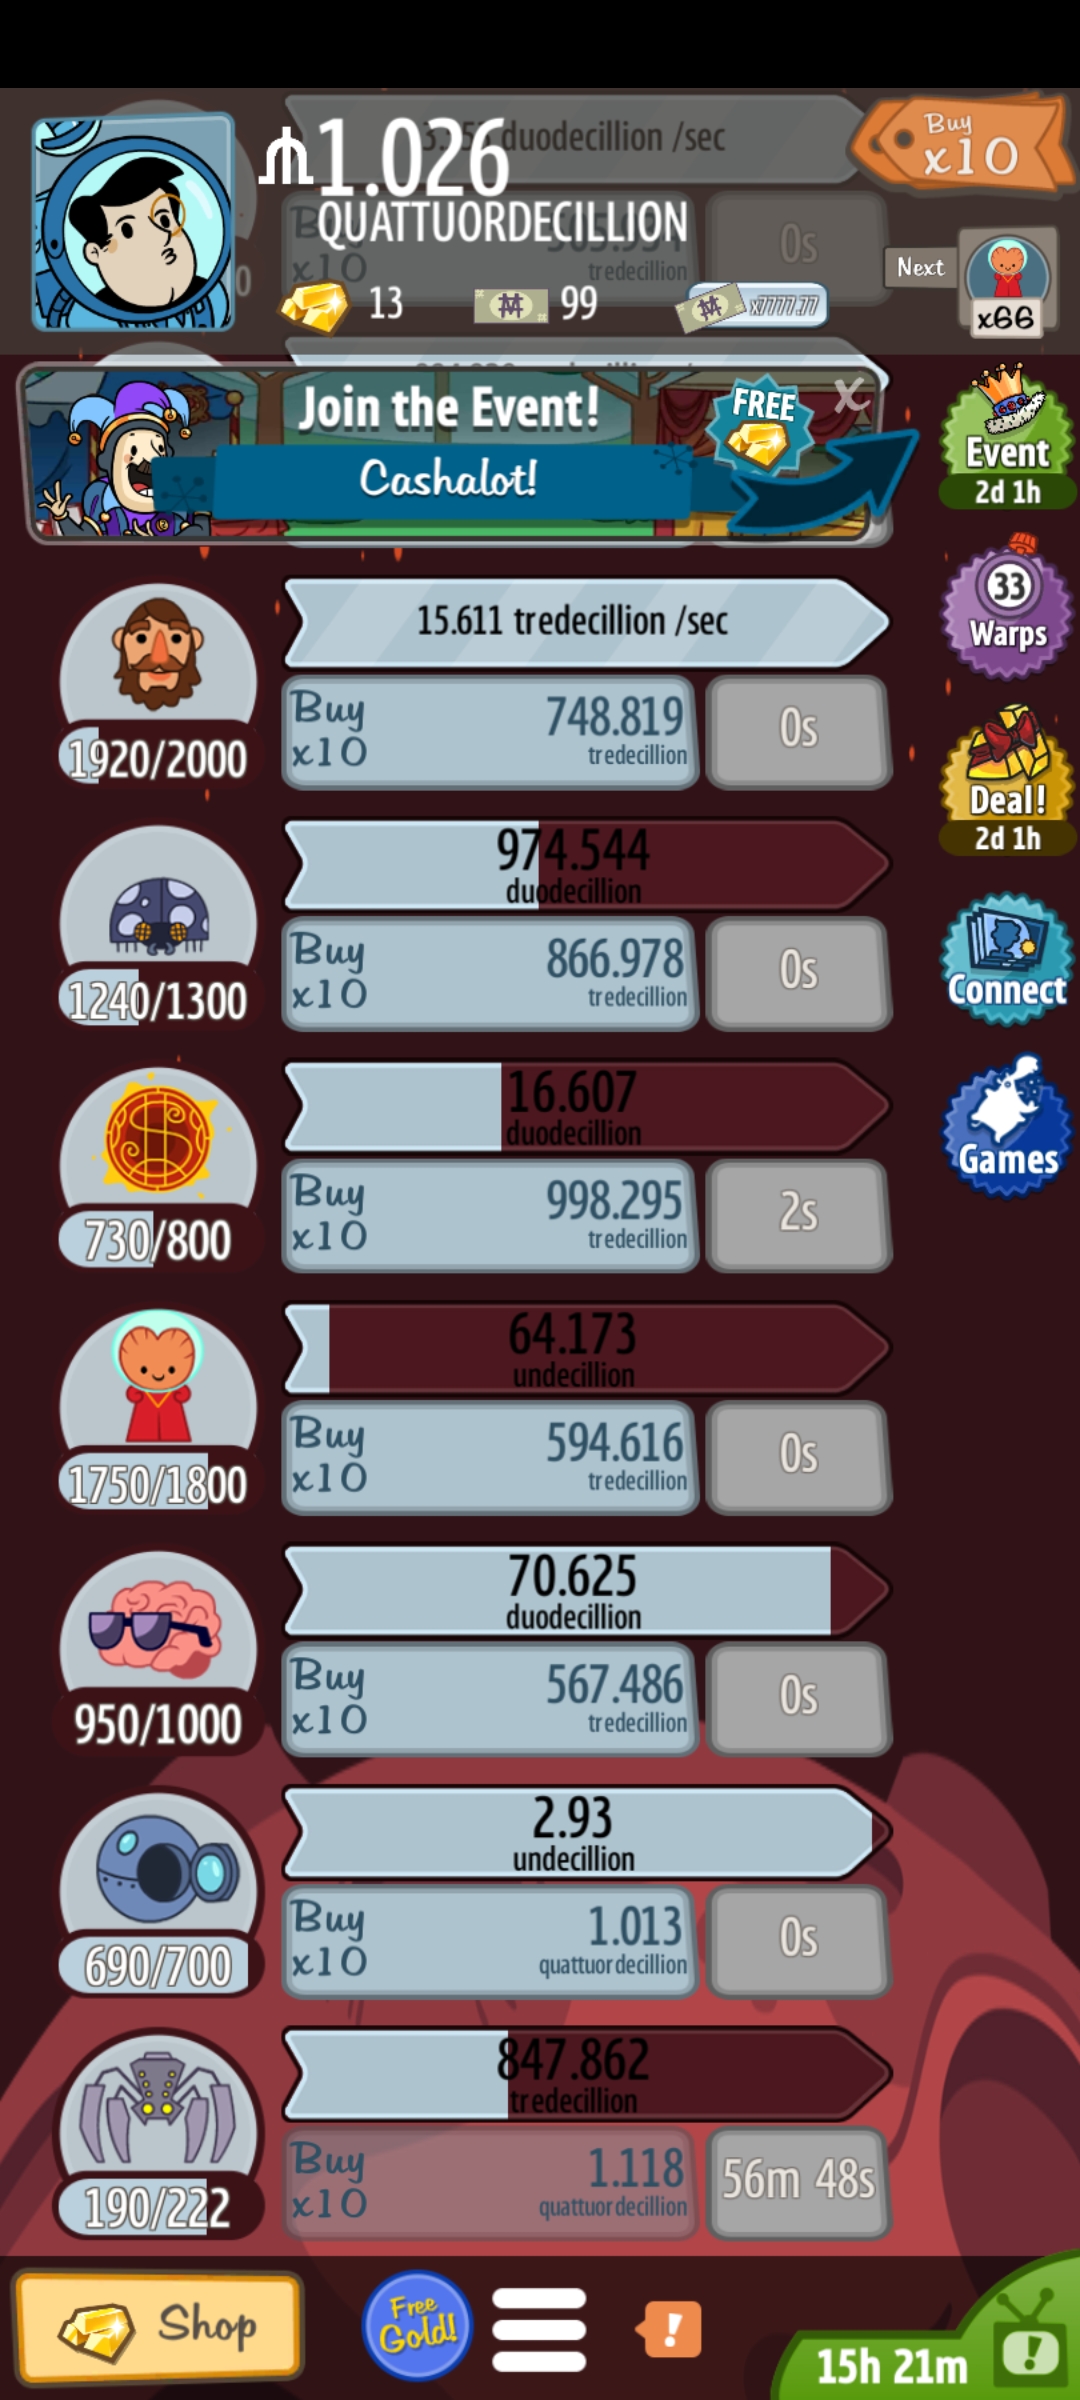 duodecillion /sec
₼1.026
QUATTUORDECILLION
Buy
x10
Buy
x10
tredecillion
0s
Next
x66
13
99
x7777.77
Join the Event!
Cashalot!
FREE
X
Event
2d 1h
33
Warps
Deal!
2d 1h
Connect
Games
15.611 tredecillion /sec
1920/2000
Buy
x10
748.819
tredecillion
0s
974.544
duodecillion
1240/1300
Buy
x10
866.978
tredecillion
0s
16.607
duodecillion
730/800
Buy
x10
998.295
tredecillion
2s
64.173
undecillion
1750/1800
Buy
x10
594.616
tredecillion
0s
70.625
duodecillion
950/1000
Buy
x10
567.486
tredecillion
0s
2.93
undecillion
690/700
Buy
x10
1.013
quattuordecillion
0s
847.862
tredecillion
190/222
Buy
x10
1.118
quattuordecillion
56m 48s
Shop
Free
Gold!
!
15h 21m
!